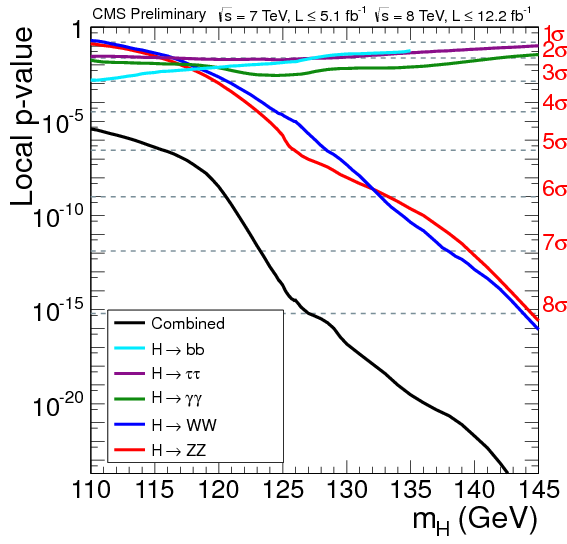 CMS Preliminary √s = 7 TeV, L ≤ 5.1 fb⁻¹ √s = 8 TeV, L ≤ 12.2 fb⁻¹
Local p-value
1
10⁻⁵
10⁻¹⁰
10⁻¹⁵
10⁻²⁰
1σ
2σ
3σ
4σ
5σ
6σ
7σ
8σ
Combined
H → bb
H → ττ
H → γγ
H → WW
H → ZZ
110 115 120 125 130 135 140 145
m_H (GeV)